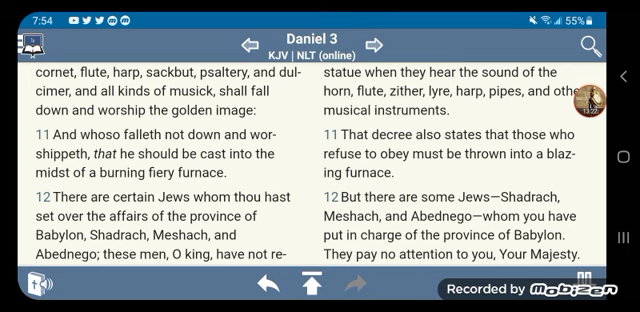 7:54
55%
Daniel 3
KJV | NLT (online)
cornet, flute, harp, sackbut, psaltery, and dul-
cimer, and all kinds of musick, shall fall
down and worship the golden image:
11 And whoso falleth not down and wor-
shippeth, that he should be cast into the
midst of a burning fiery furnace.
12 There are certain Jews whom thou hast
set over the affairs of the province of
Babylon, Shadrach, Meshach, and
Abednego; these men, O king, have not re-
statue when they hear the sound of the
horn, flute, zither, lyre, harp, pipes, and othe
musical instruments.
11 That decree also states that those who
refuse to obey must be thrown into a blaz-
ing furnace.
12 But there are some Jews—Shadrach,
Meshach, and Abednego—whom you have
put in charge of the province of Babylon.
They pay no attention to you, Your Majesty.
Recorded by Mobizen